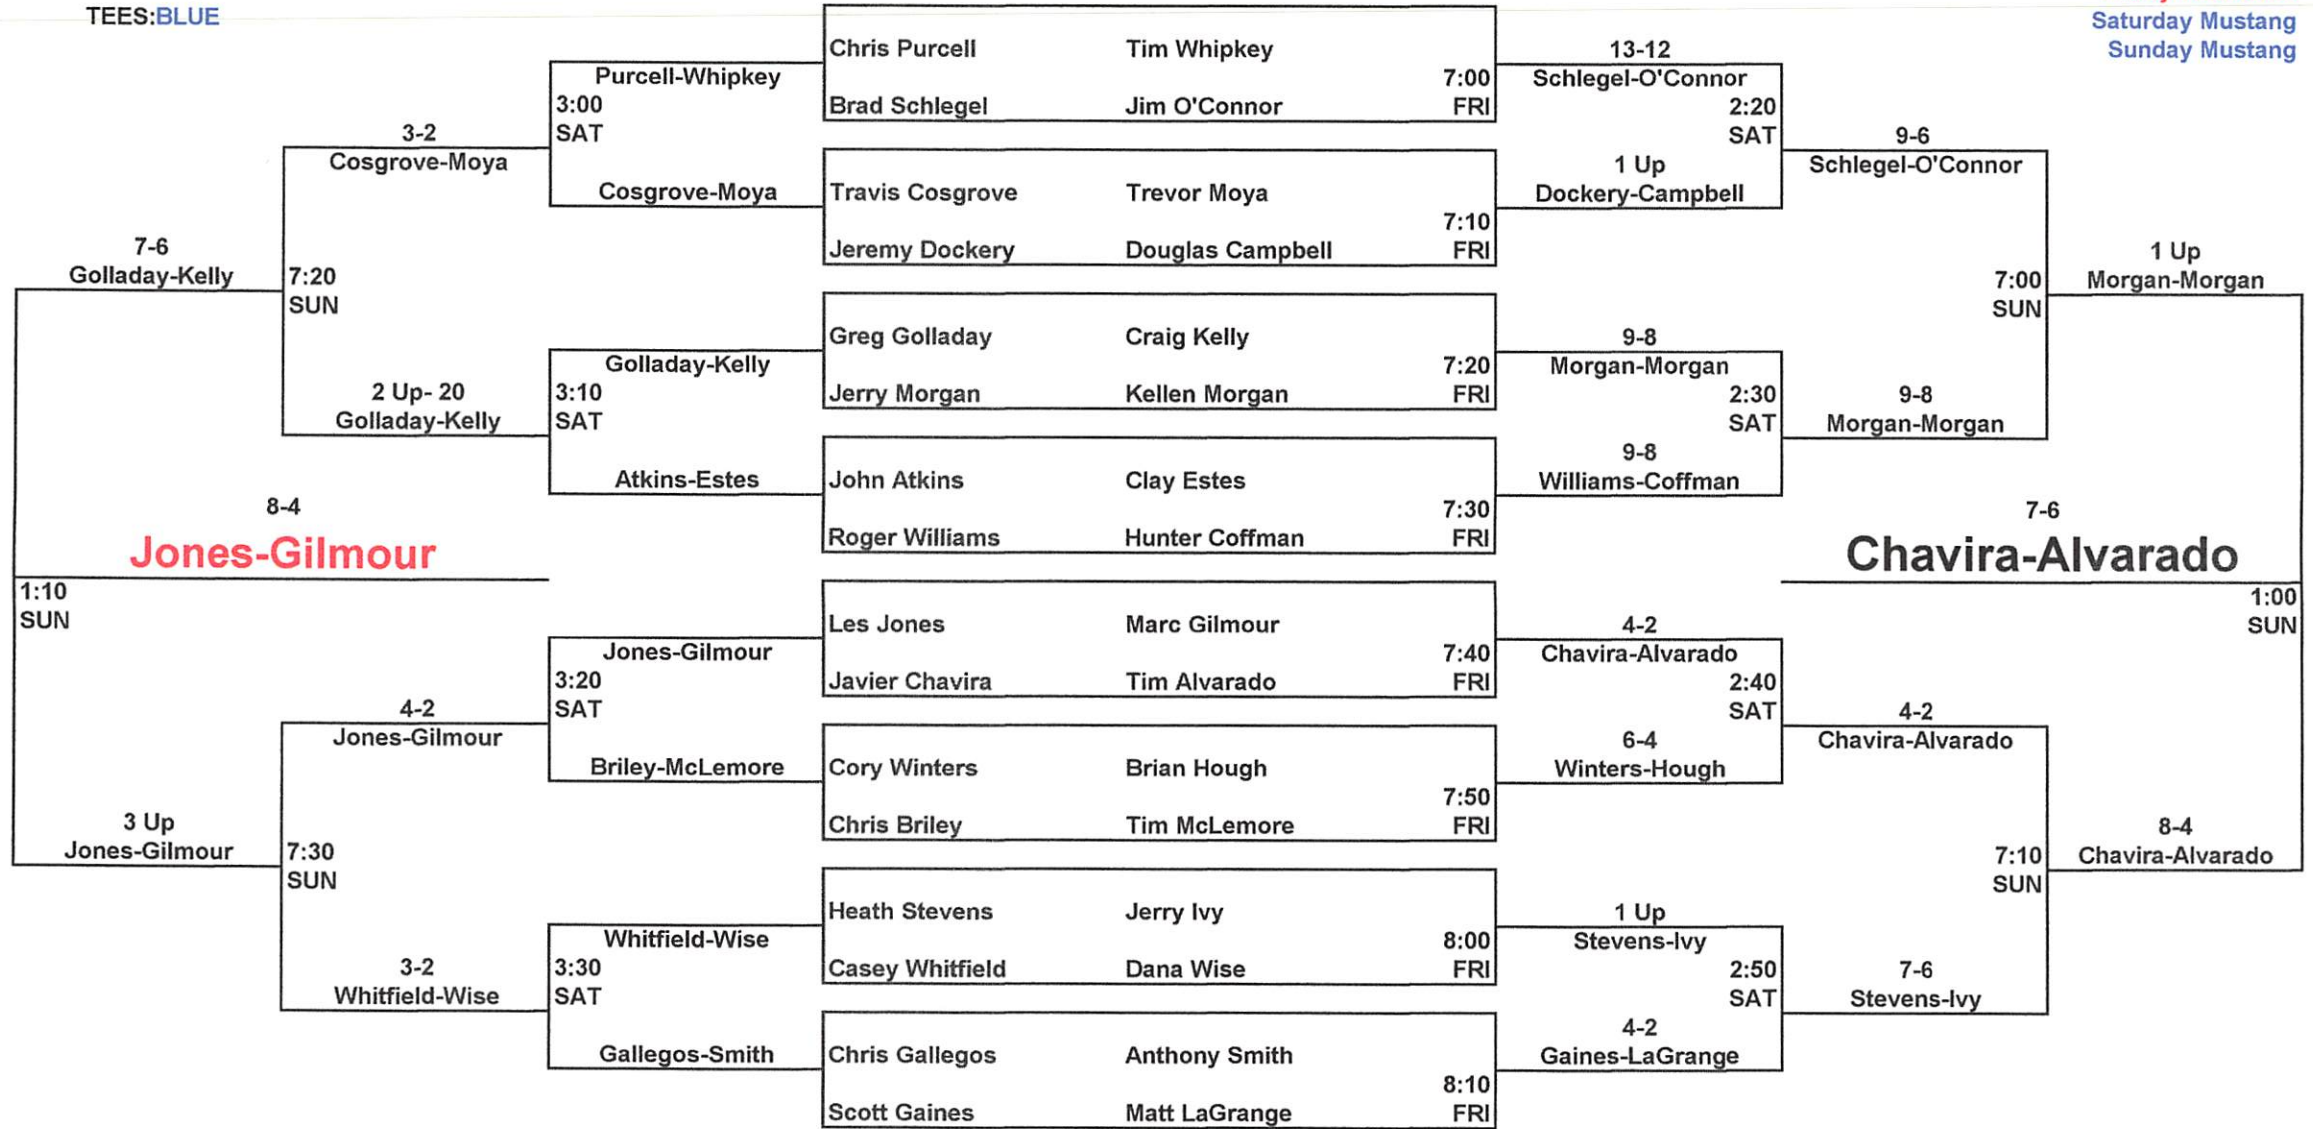 TEES:BLUE
Saturday Mustang
Sunday Mustang
Chris Purcell Tim Whipkey
13-12
Purcell-Whipkey
7:00
Schlegel-O'Connor
3:00
Brad Schlegel Jim O'Connor
FRI
2:20
SAT
SAT
3-2
9-6
Cosgrove-Moya
1 Up
Schlegel-O'Connor
Cosgrove-Moya
Travis Cosgrove Trevor Moya
Dockery-Campbell
7:10
7-6
Jeremy Dockery Douglas Campbell
FRI
1 Up
Golladay-Kelly
7:20
7:00
Morgan-Morgan
SUN
SUN
Greg Golladay Craig Kelly
9-8
Golladay-Kelly
7:20
Morgan-Morgan
2 Up- 20
3:10
Jerry Morgan Kellen Morgan
FRI
2:30
9-8
Golladay-Kelly
SAT
SAT
Morgan-Morgan
9-8
Atkins-Estes
John Atkins Clay Estes
Williams-Coffman
8-4
7:30
7-6
Roger Williams Hunter Coffman
FRI
Jones-Gilmour
Chavira-Alvarado
1:10
1:00
SUN
SUN
Les Jones Marc Gilmour
4-2
Jones-Gilmour
7:40
Chavira-Alvarado
3:20
Javier Chavira Tim Alvarado
FRI
2:40
SAT
SAT
4-2
4-2
Jones-Gilmour
6-4
Chavira-Alvarado
Briley-McLemore
Cory Winters Brian Hough
Winters-Hough
7:50
3 Up
Chris Briley Tim McLemore
FRI
8-4
Jones-Gilmour
7:30
7:10
Chavira-Alvarado
SUN
SUN
Heath Stevens Jerry Ivy
1 Up
Whitfield-Wise
8:00
Stevens-Ivy
3-2
3:30
Casey Whitfield Dana Wise
FRI
2:50
7-6
Whitfield-Wise
SAT
SAT
Stevens-Ivy
4-2
Gallegos-Smith
Chris Gallegos Anthony Smith
Gaines-LaGrange
8:10
Scott Gaines Matt LaGrange
FRI